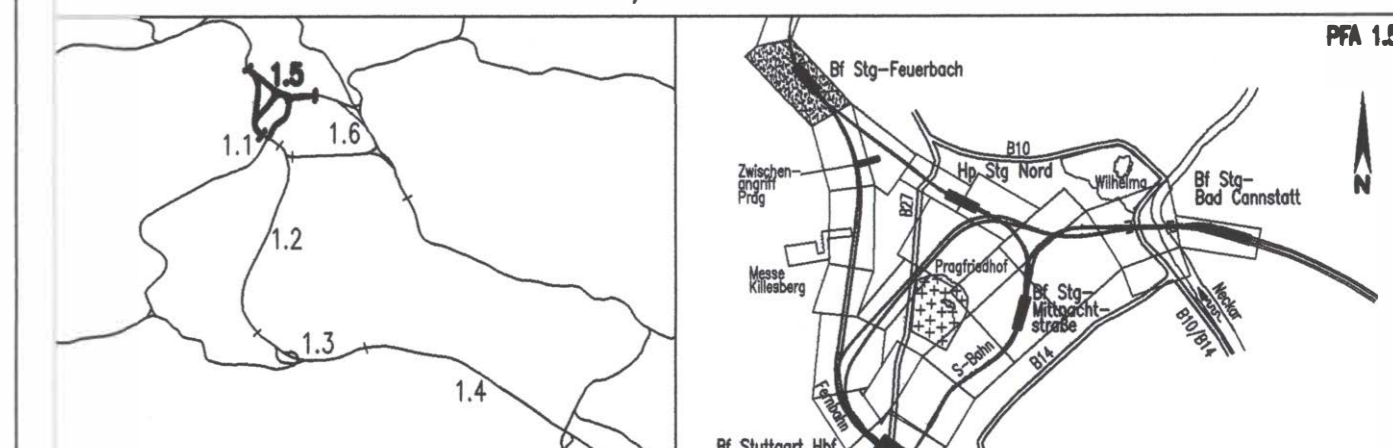 1.5
1.1
1.6
1.2
1.3
1.4
PFA 1.5
Bf Stg-Feuerbach
N
B10
Zwischen-
angriff
Prag
Hp Stg Nord
Wilhelma
Bf Stg-
Bad Cannstatt
B27
Messe
Killesberg
Pragfriedhof
Bf Stg-
Mittnacht-
straße
Neckar
B10/B14
S-Bahn
B14
Fernbahn
Bf Stuttgart Hbf